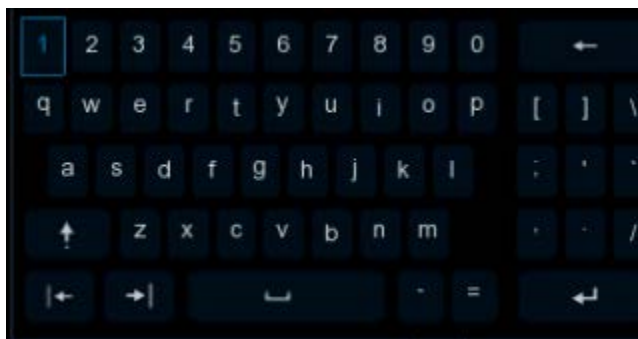 1 2 3 4 5 6 7 8 9 0 ←
q w e r t y u i o p [ ] \
a s d f g h j k l ; ' `
z x c v b n m , . /
- =